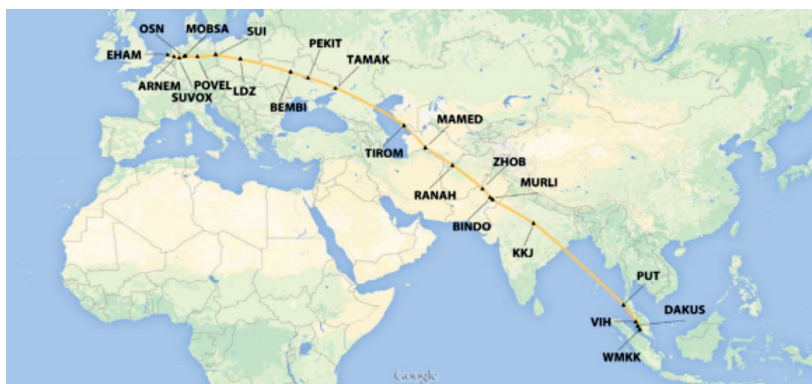 OSN
MOBSA
SUI
EHAM
PEKIT
TAMAK
ARNEM
POVEL
LDZ
SUVOX
BEMBI
MAMED
TIROM
ZHOB
RANAH
MURLI
BINDO
KKJ
PUT
VIH
DAKUS
WMKK
Google